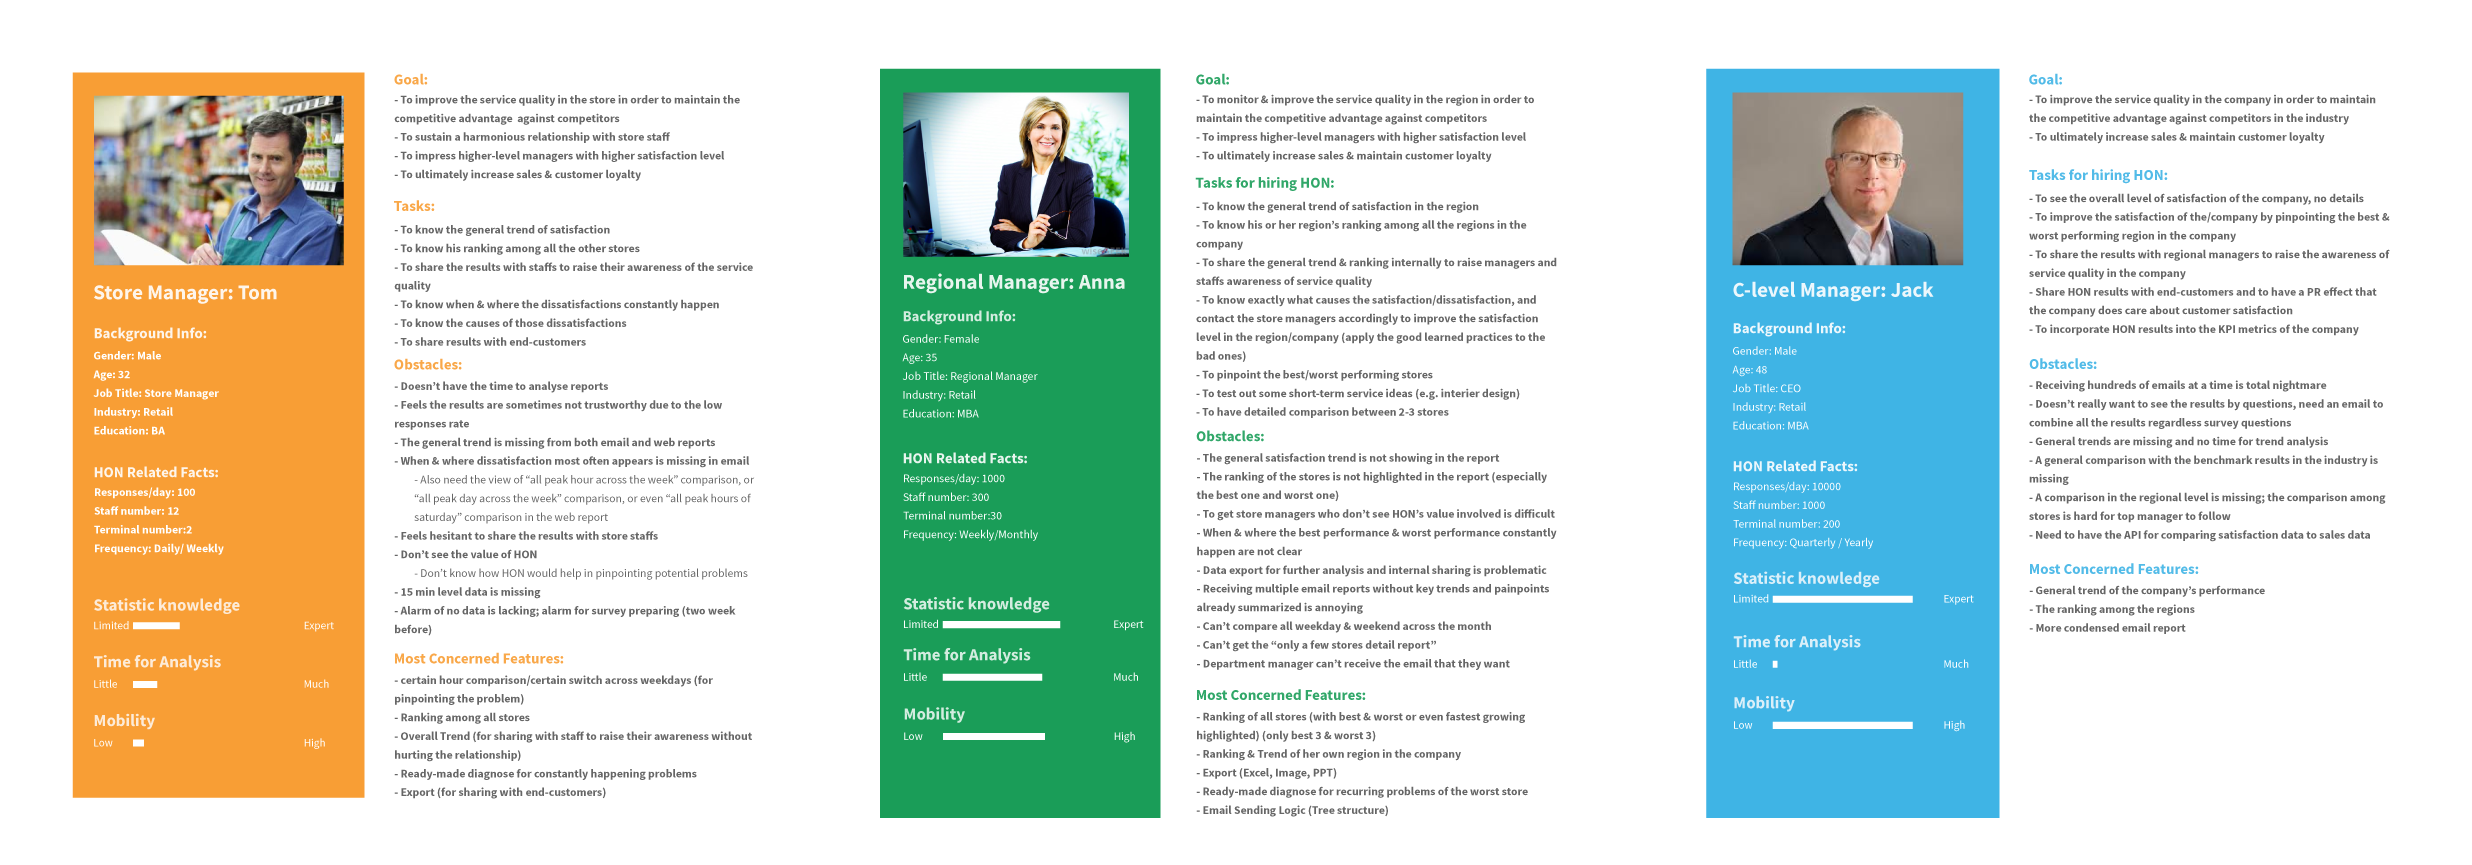 Store Manager: Tom
Background Info:
Gender: Male
Age: 32
Job Title: Store Manager
Industry: Retail
Education: BA
HON Related Facts:
Responses/day: 100
Staff number: 12
Terminal number:2
Frequency: Daily/ Weekly
Statistic knowledge
Limited Expert
Time for Analysis
Little Much
Mobility
Low High
Goal:
- To improve the service quality in the store in order to maintain the
competitive advantage against competitors
- To sustain a harmonious relationship with store staff
- To impress higher-level managers with higher satisfaction level
- To ultimately increase sales & customer loyalty
Tasks:
- To know the general trend of satisfaction
- To know his ranking among all the other stores
- To share the results with staffs to raise their awareness of the service
quality
- To know when & where the dissatisfactions constantly happen
- To know the causes of those dissatisfactions
- To share results with end-customers
Obstacles:
- Doesn't have the time to analyse reports
- Feels the results are sometimes not trustworthy due to the low
responses rate
- The general trend is missing from both email and web reports
- When & where dissatisfaction most often appears is missing in email
- Also need the view of “all peak hour across the week” comparison, or
“all peak day across the week” comparison, or even “all peak hours of
saturday” comparison in the web report
- Feels hesitant to share the results with store staffs
- Don't see the value of HON
- Don't know how HON would help in pinpointing potential problems
- 15 min level data is missing
- Alarm of no data is lacking; alarm for survey preparing (two week
before)
Most Concerned Features:
- certain hour comparison/certain switch across weekdays (for
pinpointing the problem)
- Ranking among all stores
- Overall Trend (for sharing with staff to raise their awareness without
hurting the relationship)
- Ready-made diagnose for constantly happening problems
- Export (for sharing with end-customers)
Regional Manager: Anna
Background Info:
Gender: Female
Age: 35
Job Title: Regional Manager
Industry: Retail
Education: MBA
HON Related Facts:
Responses/day: 1000
Staff number: 300
Terminal number:30
Frequency: Weekly/Monthly
Statistic knowledge
Limited Expert
Time for Analysis
Little Much
Mobility
Low High
Goal:
- To monitor & improve the service quality in the region in order to
maintain the competitive advantage against competitors
- To impress higher-level managers with higher satisfaction level
- To ultimately increase sales & maintain customer loyalty
Tasks for hiring HON:
- To know the general trend of satisfaction in the region
- To know his or her region's ranking among all the regions in the
company
- To share the general trend & ranking internally to raise managers and
staffs awareness of service quality
- To know exactly what causes the satisfaction/dissatisfaction, and
contact the store managers accordingly to improve the satisfaction
level in the region/company (apply the good learned practices to the
bad ones)
- To pinpoint the best/worst performing stores
- To test out some short-term service ideas (e.g. interier design)
- To have detailed comparison between 2-3 stores
Obstacles:
- The general satisfaction trend is not showing in the report
- The ranking of the stores is not highlighted in the report (especially
the best one and worst one)
- To get store managers who don't see HON's value involved is difficult
- When & where the best performance & worst performance constantly
happen are not clear
- Data export for further analysis and internal sharing is problematic
- Receiving multiple email reports without key trends and painpoints
already summarized is annoying
- Can't compare all weekday & weekend across the month
- Can't get the “only a few stores detail report”
- Department manager can't receive the email that they want
Most Concerned Features:
- Ranking of all stores (with best & worst or even fastest growing
highlighted) (only best 3 & worst 3)
- Ranking & Trend of her own region in the company
- Export (Excel, Image, PPT)
- Ready-made diagnose for recurring problems of the worst store
- Email Sending Logic (Tree structure)
C-level Manager: Jack
Background Info:
Gender: Male
Age: 48
Job Title: CEO
Industry: Retail
Education: MBA
HON Related Facts:
Responses/day: 10000
Staff number: 1000
Terminal number: 200
Frequency: Quarterly / Yearly
Statistic knowledge
Limited Expert
Time for Analysis
Little Much
Mobility
Low High
Goal:
- To improve the service quality in the company in order to maintain
the competitive advantage against competitors in the industry
- To ultimately increase sales & maintain customer loyalty
Tasks for hiring HON:
- To see the overall level of satisfaction of the company, no details
- To improve the satisfaction of the/company by pinpointing the best &
worst performing region in the company
- To share the results with regional managers to raise the awareness of
service quality in the company
- Share HON results with end-customers and to have a PR effect that
the company does care about customer satisfaction
- To incorporate HON results into the KPI metrics of the company
Obstacles:
- Receiving hundreds of emails at a time is total nightmare
- Doesn't really want to see the results by questions, need an email to
combine all the results regardless survey questions
- General trends are missing and no time for trend analysis
- A general comparison with the benchmark results in the industry is
missing
- A comparison in the regional level is missing; the comparison among
stores is hard for top manager to follow
- Need to have the API for comparing satisfaction data to sales data
Most Concerned Features:
- General trend of the company's performance
- The ranking among the regions
- More condensed email report